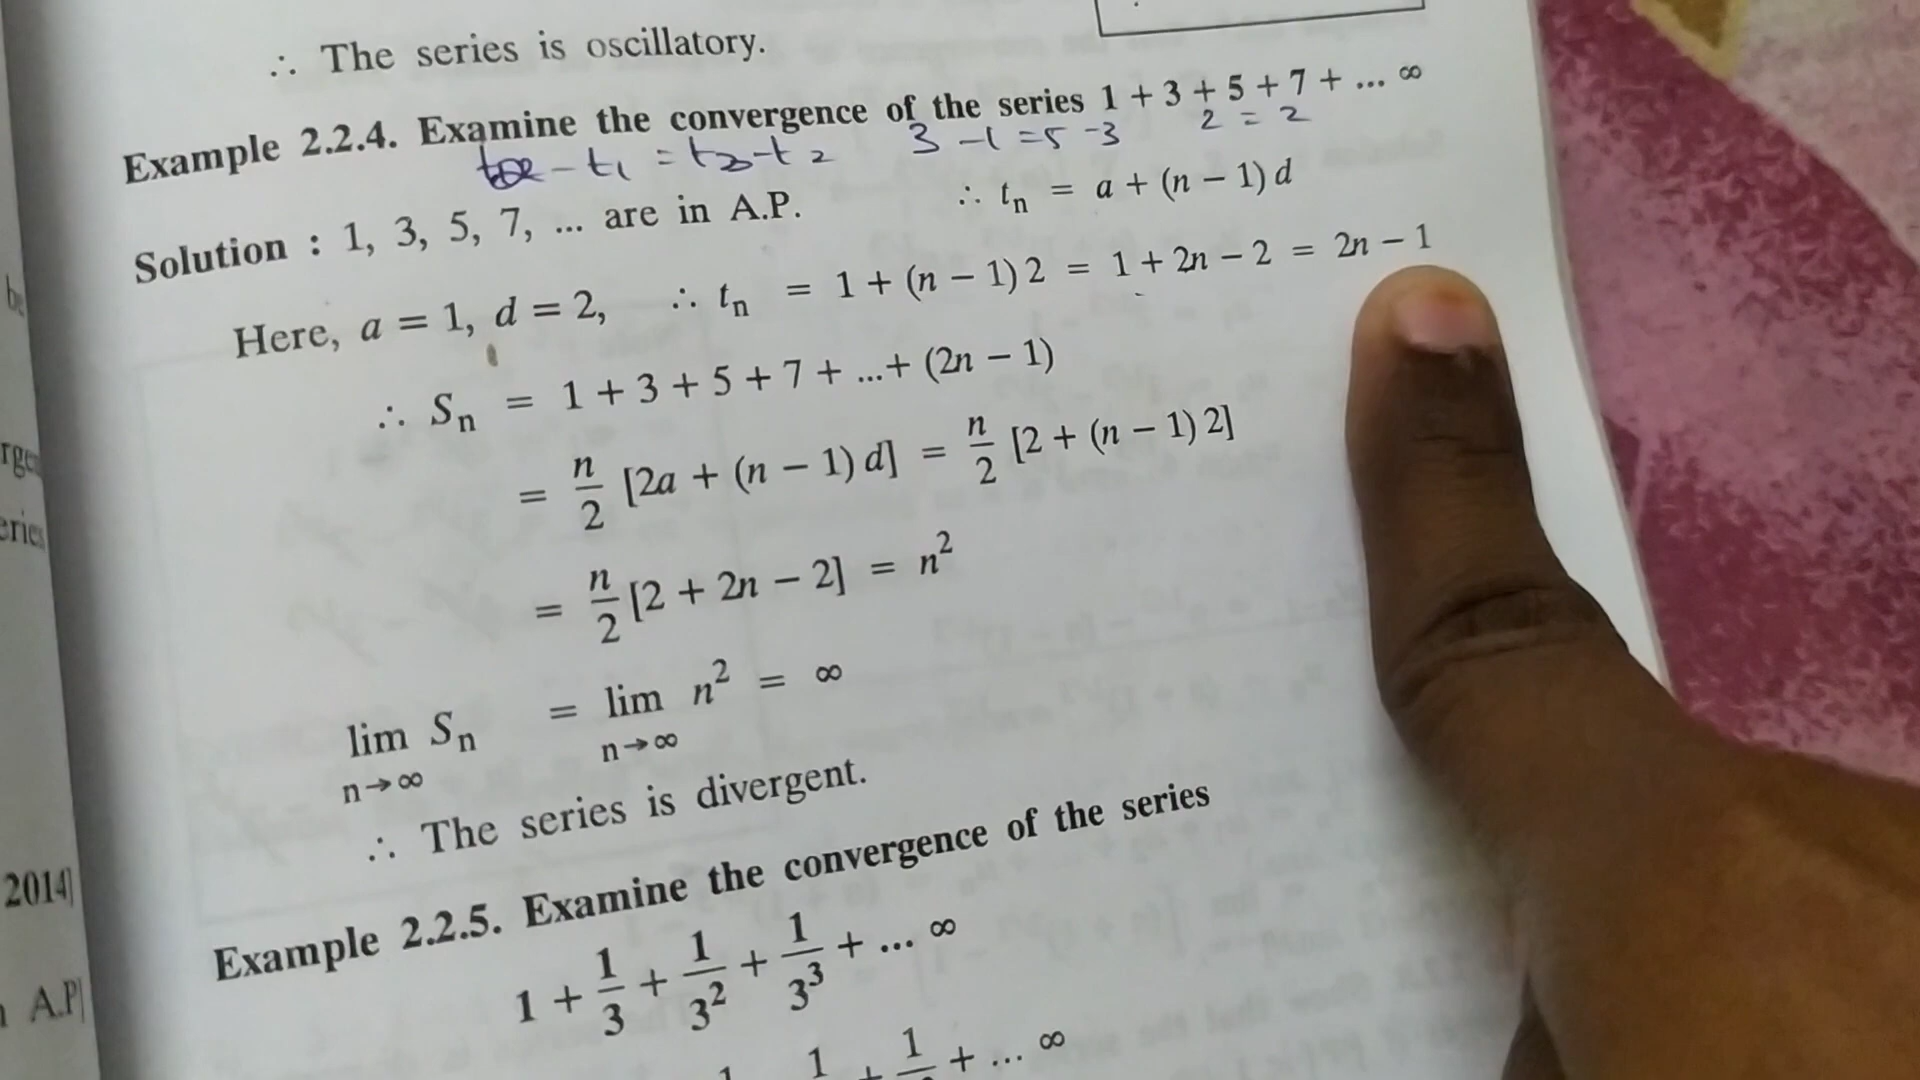 ∴ The series is oscillatory.
Example 2.2.4. Examine the convergence of the series 1 + 3 + 5 + 7 + ... ∞
- t₁ = t₃ - t₂ 3 - 1 = 5 - 3 2 = 2
Solution : 1, 3, 5, 7, ... are in A.P. ∴ tₙ = a + (n − 1) d
Here, a = 1, d = 2, ∴ tₙ = 1 + (n − 1) 2 = 1 + 2n − 2 = 2n − 1
∴ Sₙ = 1 + 3 + 5 + 7 + ...+ (2n − 1)
= n/2 [2a + (n − 1) d] = n/2 [2 + (n − 1) 2]
= n/2 [2 + 2n − 2] = n²
lim Sₙ = lim n² = ∞
n→∞ n→∞
∴ The series is divergent.
Example 2.2.5. Examine the convergence of the series
1 + 1/3 + 1/3² + 1/3³ + ... ∞
+ ... ∞
2014
A.P